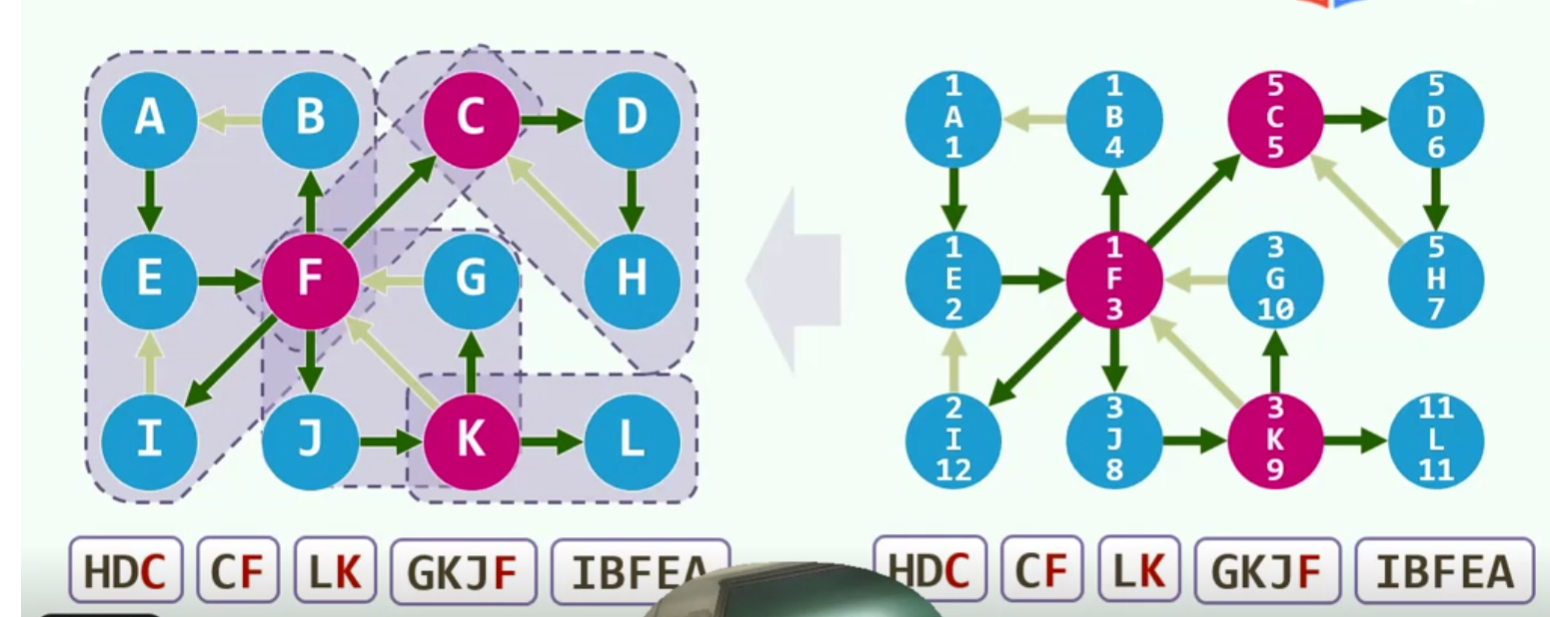 A B C D
E F G H
I J K L
HDC CF LK GKJF IBFEA
1 1 5 5
A B C D
1 4 5 6
1 1 3 5
E F G H
2 3 10 7
2 3 3 11
I J K L
12 8 9 11
HDC CF LK GKJF IBFEA